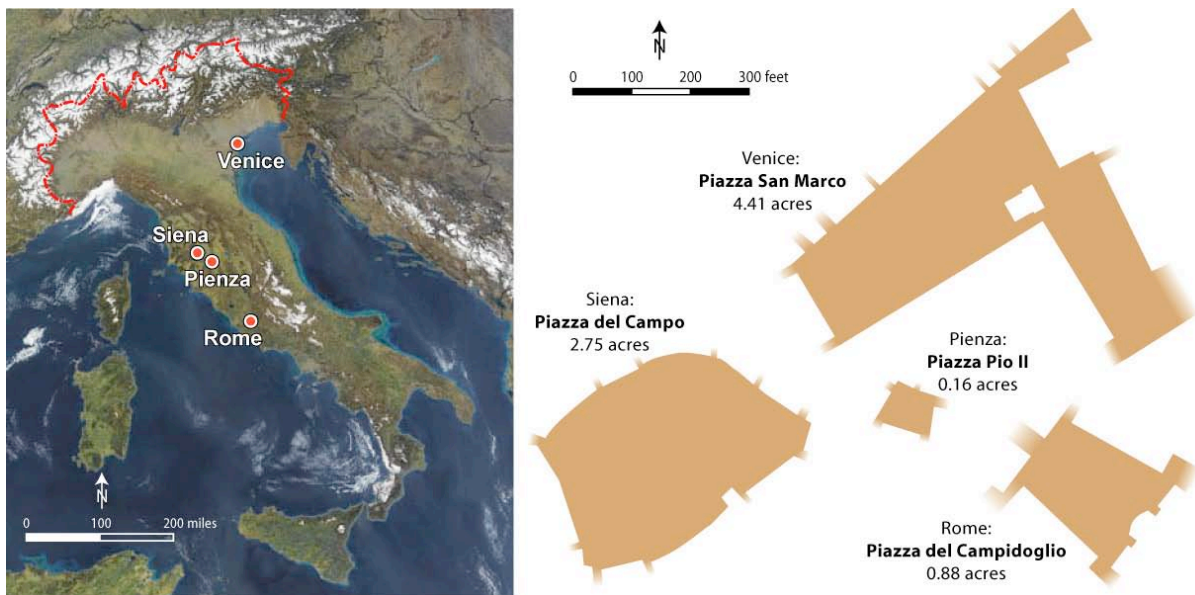 Venice
Siena
Pienza
Rome
N
0 100 200 miles
N
0 100 200 300 feet
Venice:
Piazza San Marco
4.41 acres
Siena:
Piazza del Campo
2.75 acres
Pienza:
Piazza Pio II
0.16 acres
Rome:
Piazza del Campidoglio
0.88 acres